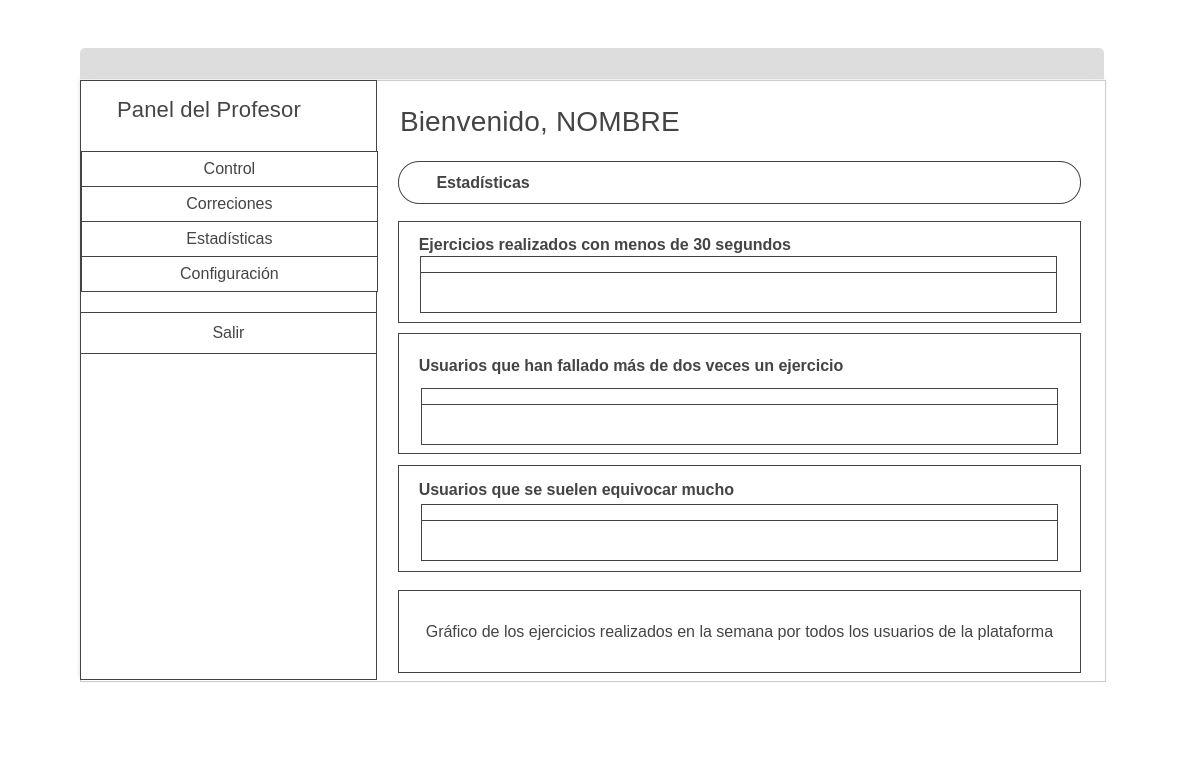 Panel del Profesor
Control
Correciones
Estadísticas
Configuración
Salir
Bienvenido, NOMBRE
Estadísticas
Ejercicios realizados con menos de 30 segundos
Usuarios que han fallado más de dos veces un ejercicio
Usuarios que se suelen equivocar mucho
Gráfico de los ejercicios realizados en la semana por todos los usuarios de la plataforma